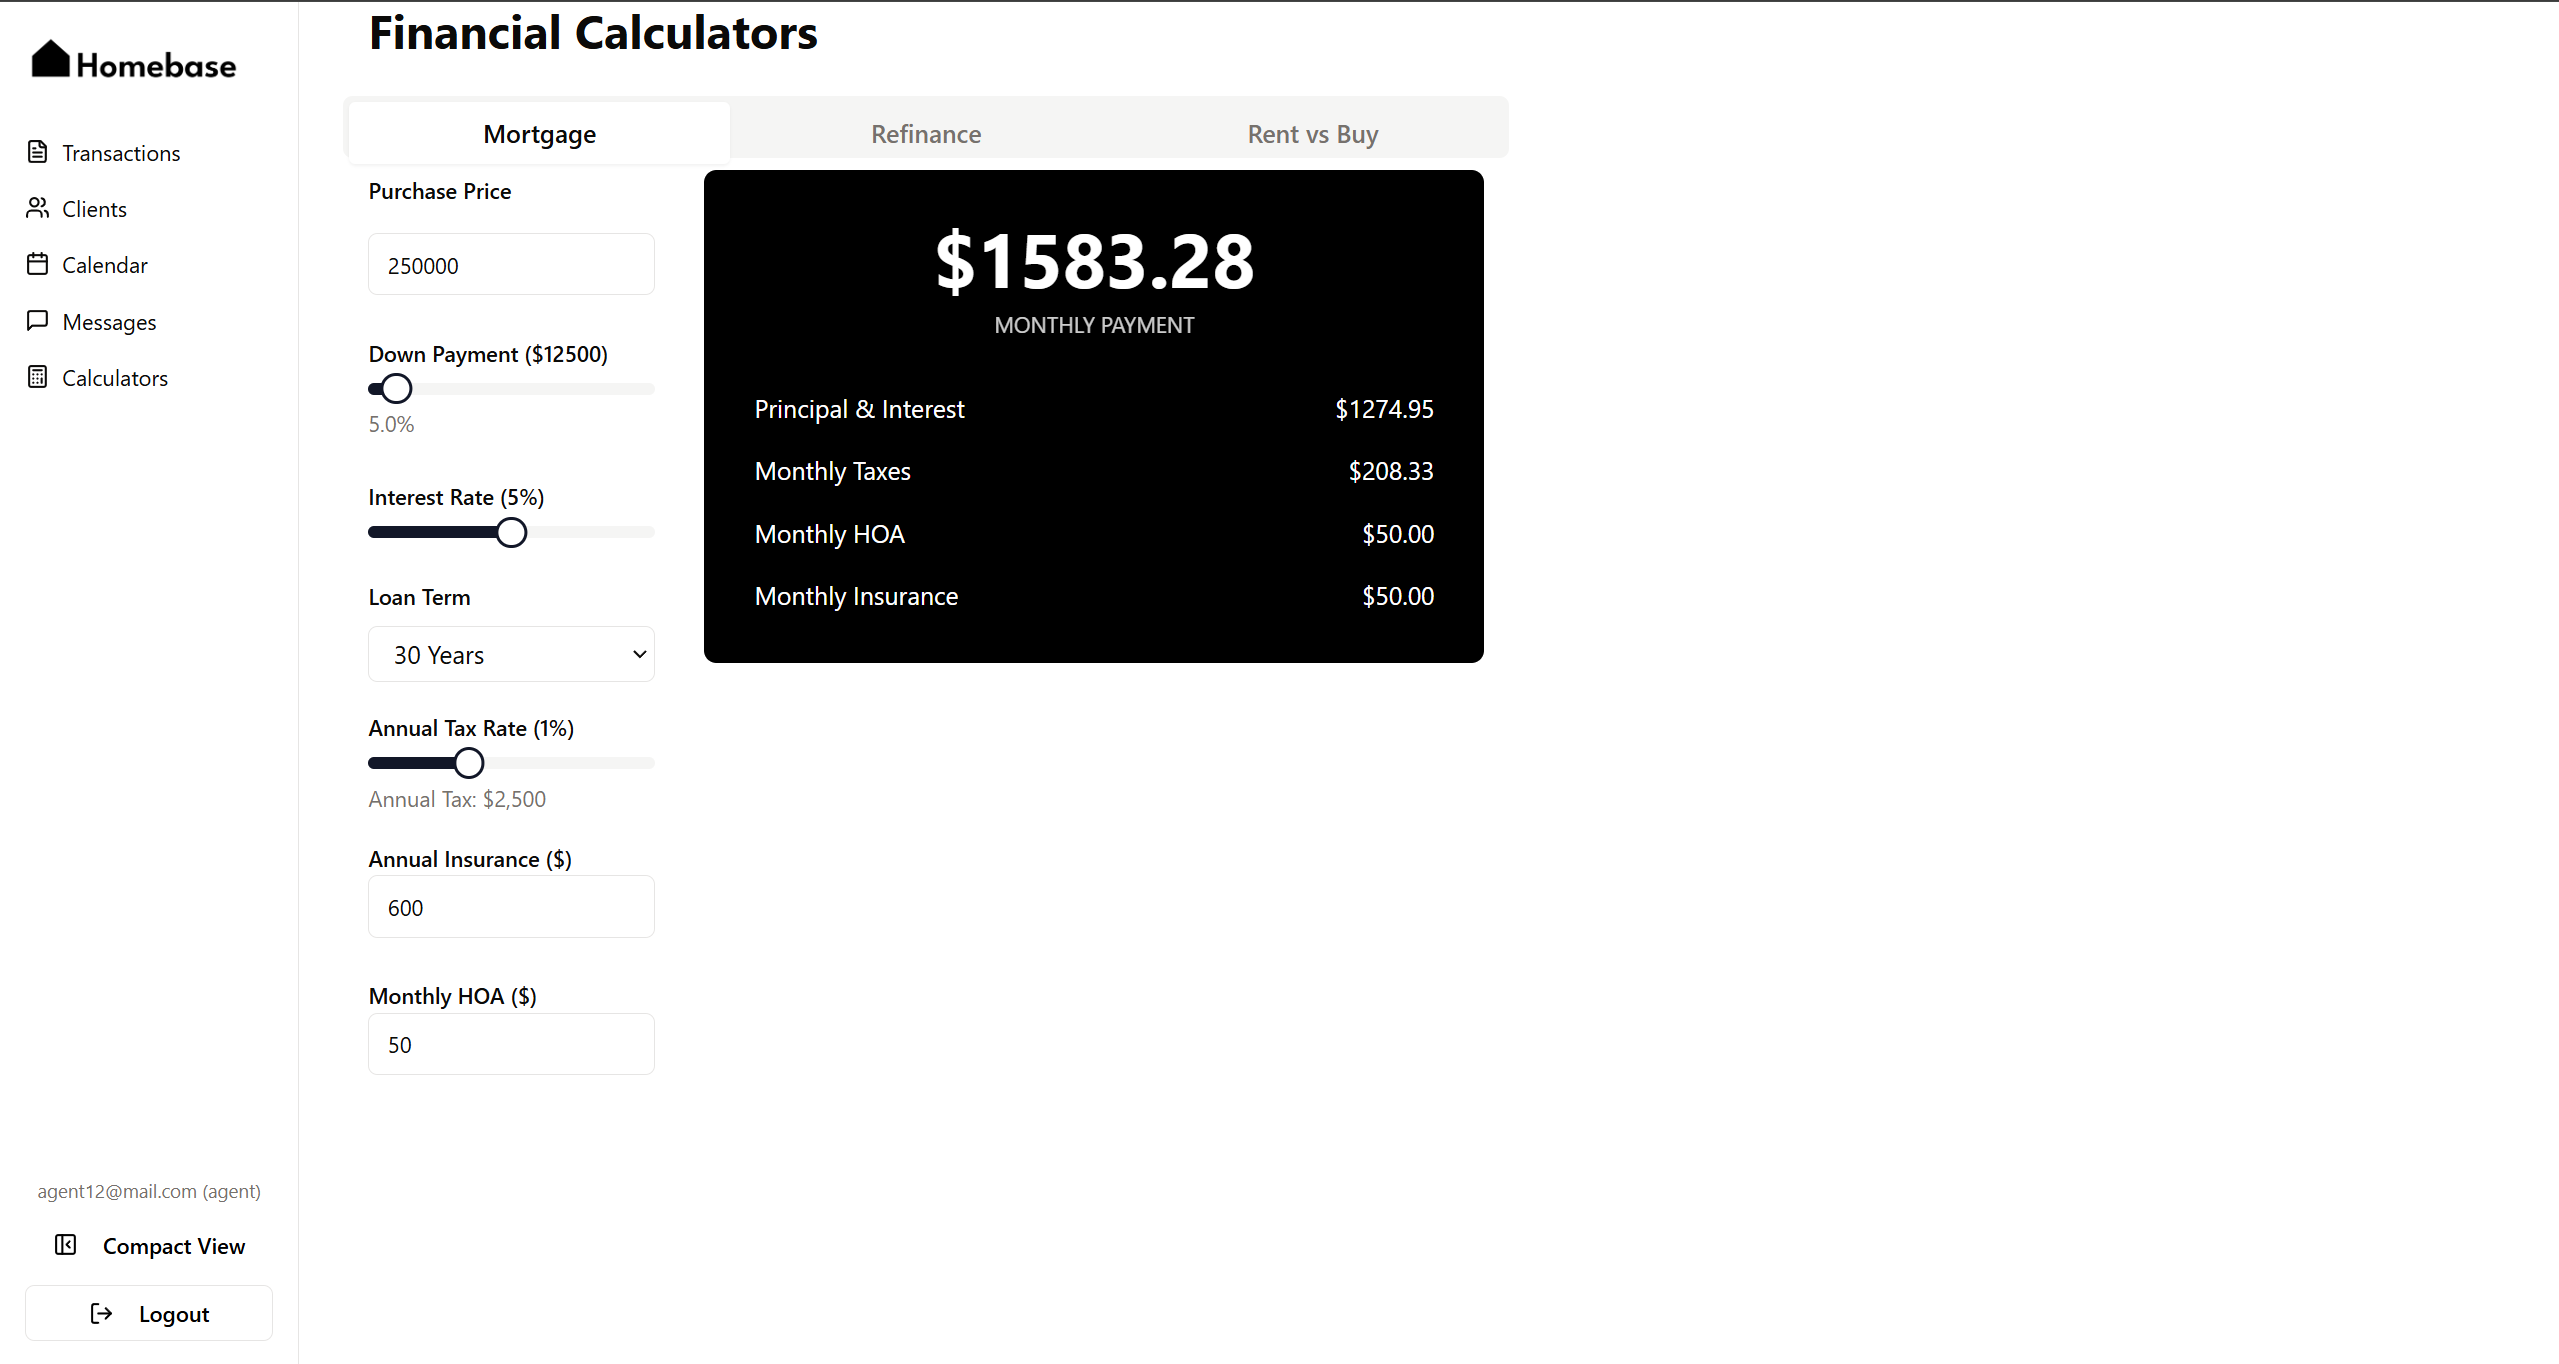 Homebase
Transactions
Clients
Calendar
Messages
Calculators
agent12@mail.com (agent)
Compact View
Logout
Financial Calculators
Mortgage
Refinance
Rent vs Buy
Purchase Price
250000
Down Payment ($12500)
5.0%
Interest Rate (5%)
Loan Term
30 Years
Annual Tax Rate (1%)
Annual Tax: $2,500
Annual Insurance ($)
600
Monthly HOA ($)
50
$1583.28
MONTHLY PAYMENT
Principal & Interest $1274.95
Monthly Taxes $208.33
Monthly HOA $50.00
Monthly Insurance $50.00